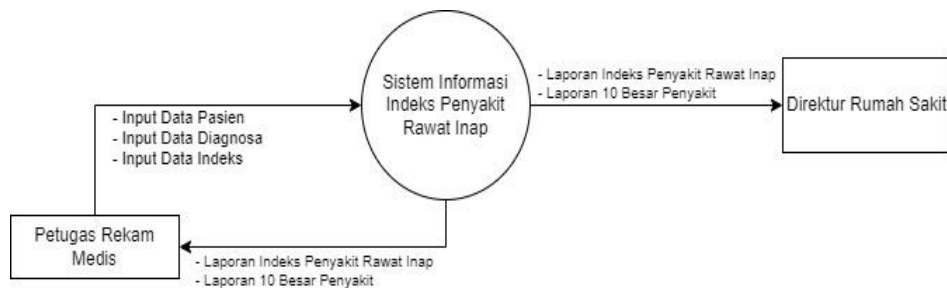 Sistem Informasi
Indeks Penyakit
Rawat Inap
- Laporan Indeks Penyakit Rawat Inap
- Laporan 10 Besar Penyakit
Direktur Rumah Sakit
- Input Data Pasien
- Input Data Diagnosa
- Input Data Indeks
Petugas Rekam
Medis
- Laporan Indeks Penyakit Rawat Inap
- Laporan 10 Besar Penyakit